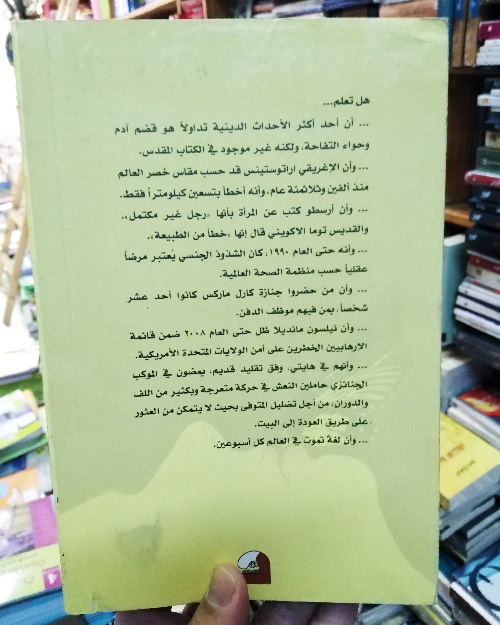 هل تعلم...
... أن أحد أكثر الأحداث الدينية تداولاً هو قضم آدم
وحواء التفاحة، ولكنه غير موجود في الكتاب المقدس.
... وأن الإغريقي اراتوستينس قد حسب مقاس خصر العالم
منذ ألفين وثلاثمئة عام، وأنه أخطأ بتسعين كيلومتراً فقط.
... وأن أرسطو كتب عن المرأة بأنها «رجل غير مكتمل»،
والقديس توما الاكويني قال إنها «خطأ من الطبيعة».
... وأنه حتى العام ١٩٩٠، كان الشذوذ الجنسي يُعتبر مرضاً
عقلياً حسب منظمة الصحة العالمية.
... وأن من حضروا جنازة كارل ماركس كانوا أحد عشر
شخصاً، بمن فيهم موظف الدفن.
... وأن نيلسون مانديلا ظل حتى العام ٢٠٠٨ ضمن قائمة
الارهابيين الخطرين على أمن الولايات المتحدة الأمريكية.
... وأنهم في هايتي، وفق تقليد قديم، يمضون في الموكب
الجنائزي حاملين النعش في حركة متعرجة وبكثير من اللف
والدوران، من أجل تضليل المتوفى بحيث لا يتمكن من العثور
على طريق العودة إلى البيت.
... وأن لغة تموت في العالم كل أسبوعين.